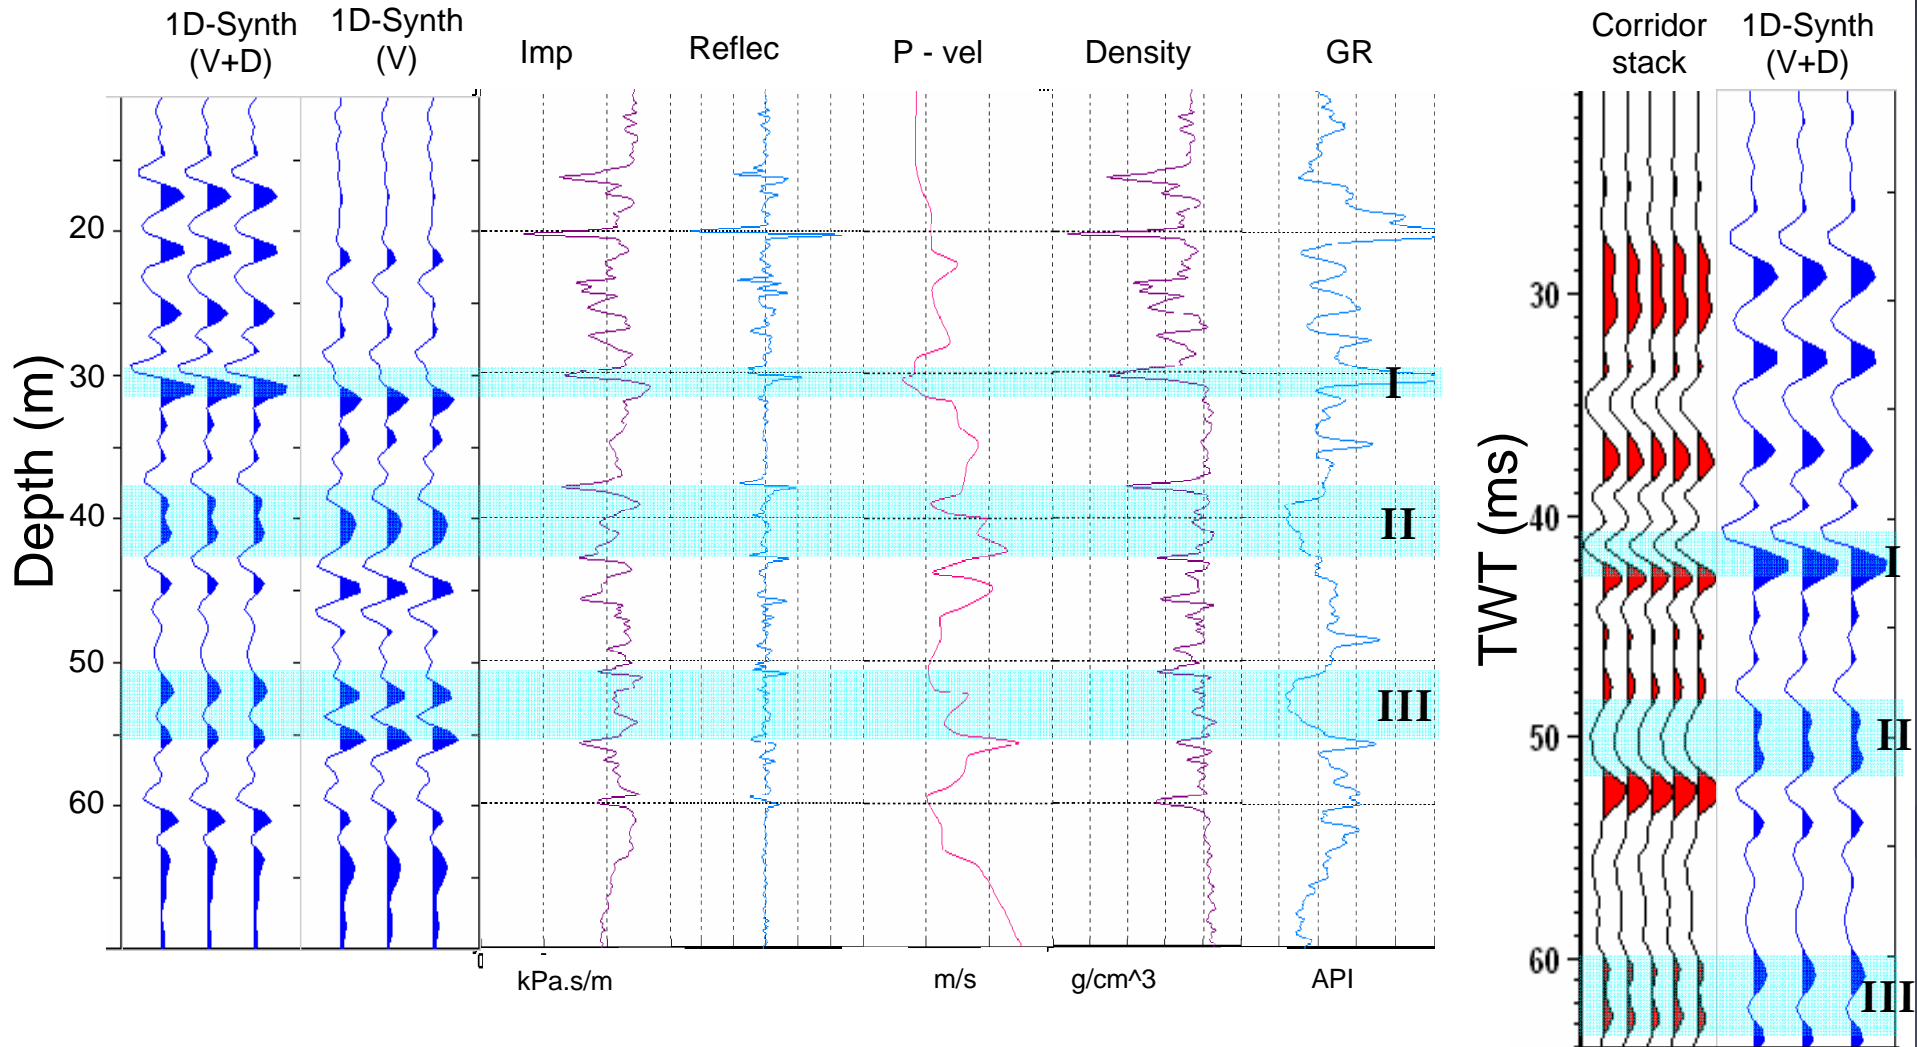 1D-Synth
(V+D)
1D-Synth
(V)
Imp
Reflec
P - vel
Density
GR
Corridor
stack
1D-Synth
(V+D)
Depth (m)
20
30
40
50
60
I
II
III
kPa.s/m
m/s
g/cm^3
API
TWT (ms)
30
40
50
60
I
II
III